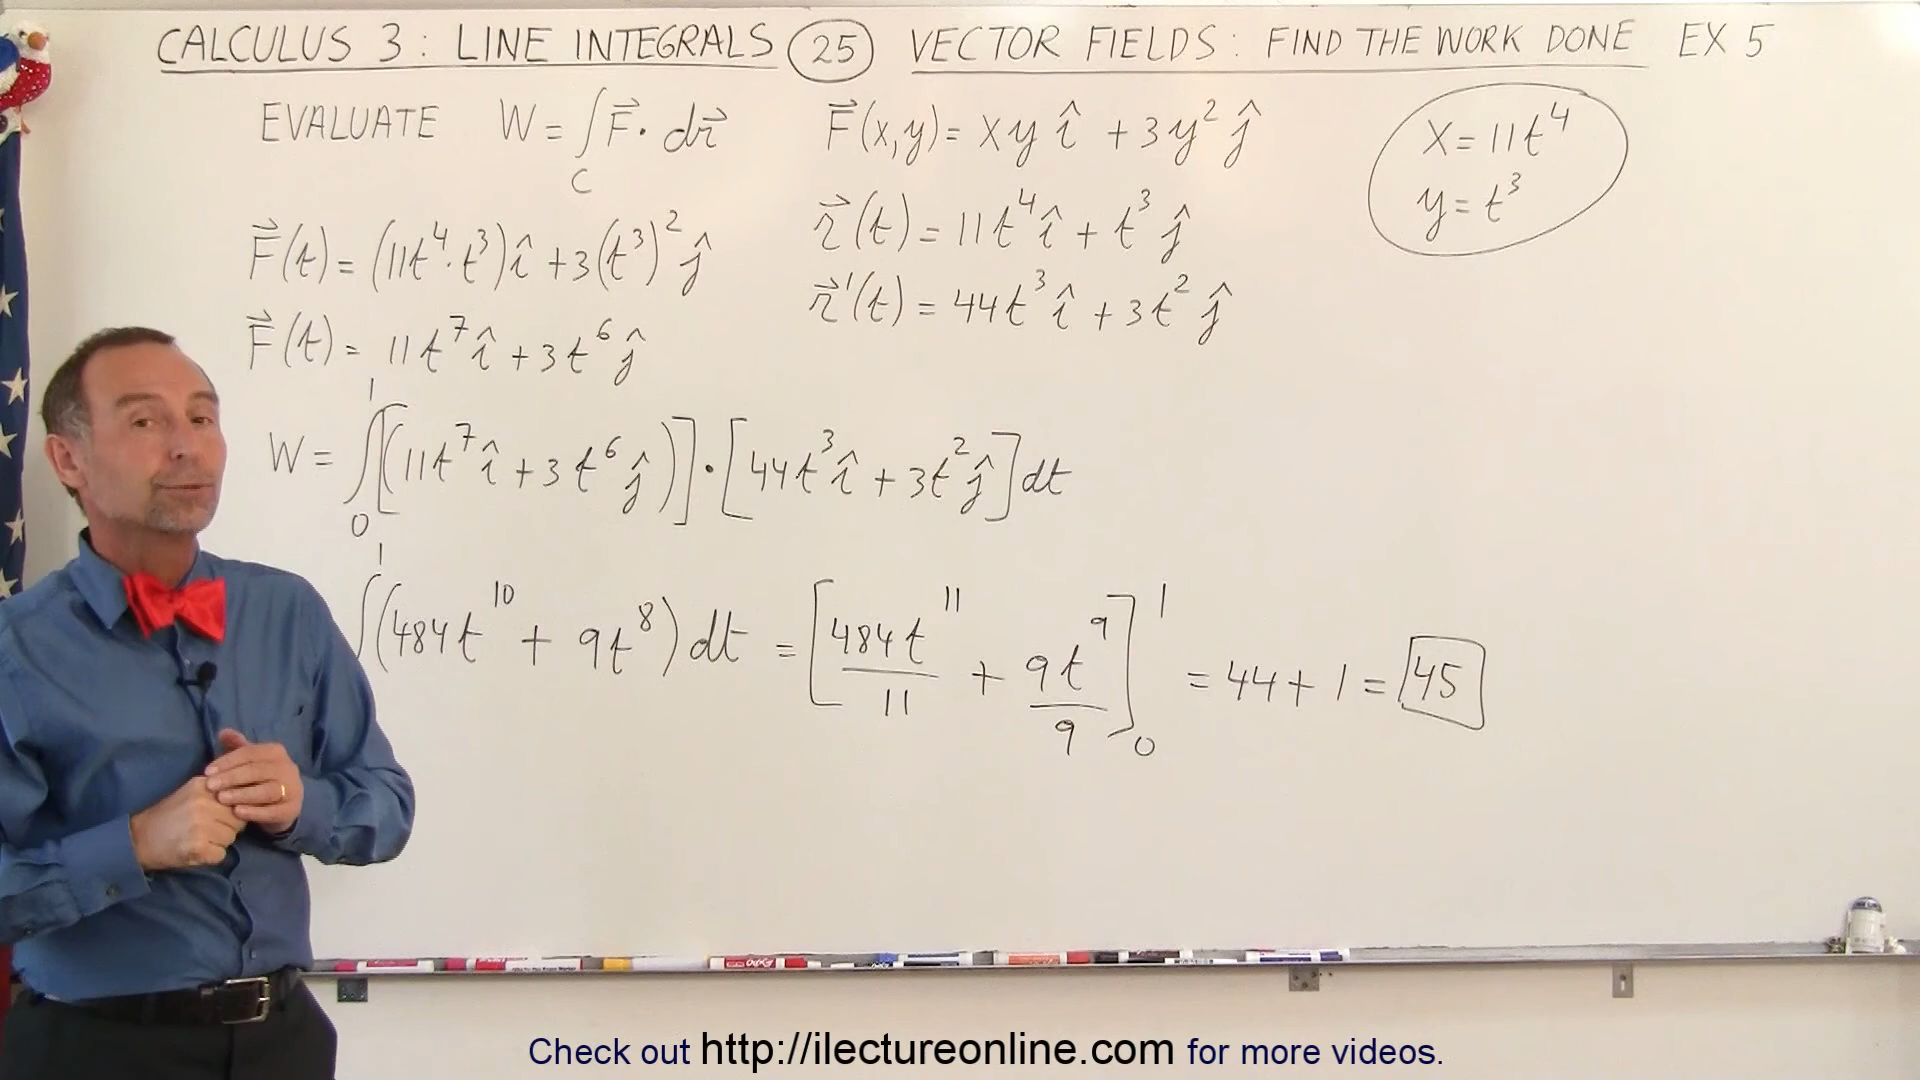 CALCULUS 3: LINE INTEGRALS (25) VECTOR FIELDS: FIND THE WORK DONE EX 5
EVALUATE W = ∫_C F⃗ · dr⃗
F⃗(x,y) = xy î + 3y² ĵ
x = 11t⁴
y = t³
r⃗(t) = 11t⁴ î + t³ ĵ
r⃗'(t) = 44t³ î + 3t² ĵ
F⃗(t) = (11t⁴·t³) î + 3(t³)² ĵ
F⃗(t) = 11t⁷ î + 3t⁶ ĵ
W = ∫₀¹ [(11t⁷ î + 3t⁶ ĵ)] · [44t³ î + 3t² ĵ] dt
∫¹ (484t¹⁰ + 9t⁸) dt = [484t¹¹/11 + 9t⁹/9]₀¹ = 44 + 1 = 45
Check out http://ilectureonline.com for more videos.